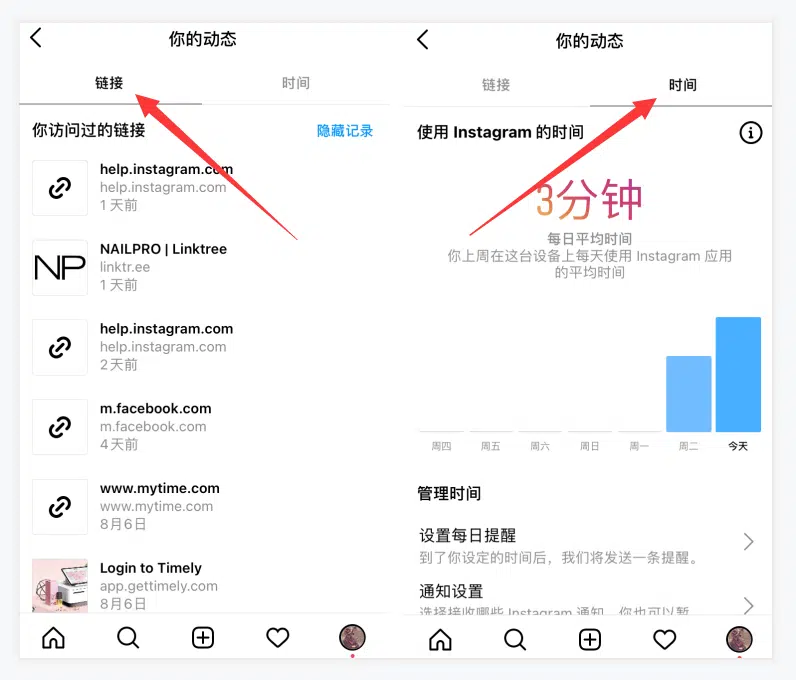 你的动态
链接
时间
你访问过的链接
隐藏记录
help.instagram.com
help.instagram.com
1 天前
NP
NAILPRO | Linktree
linktr.ee
1 天前
help.instagram.com
help.instagram.com
2天前
m.facebook.com
m.facebook.com
4天前
www.mytime.com
www.mytime.com
8月6日
Login to Timely
app.gettimely.com
8月6日
你的动态
链接
时间
使用 Instagram 的时间
3分钟
每日平均时间
你上周在这台设备上每天使用 Instagram 应用
的平均时间
周四
周五
周六
周日
周一
周二
今天
管理时间
设置每日提醒
到了你设定的时间后，我们将发送一条提醒。
通知设置
选择接收哪些 Instagram 通知。你也可以暂